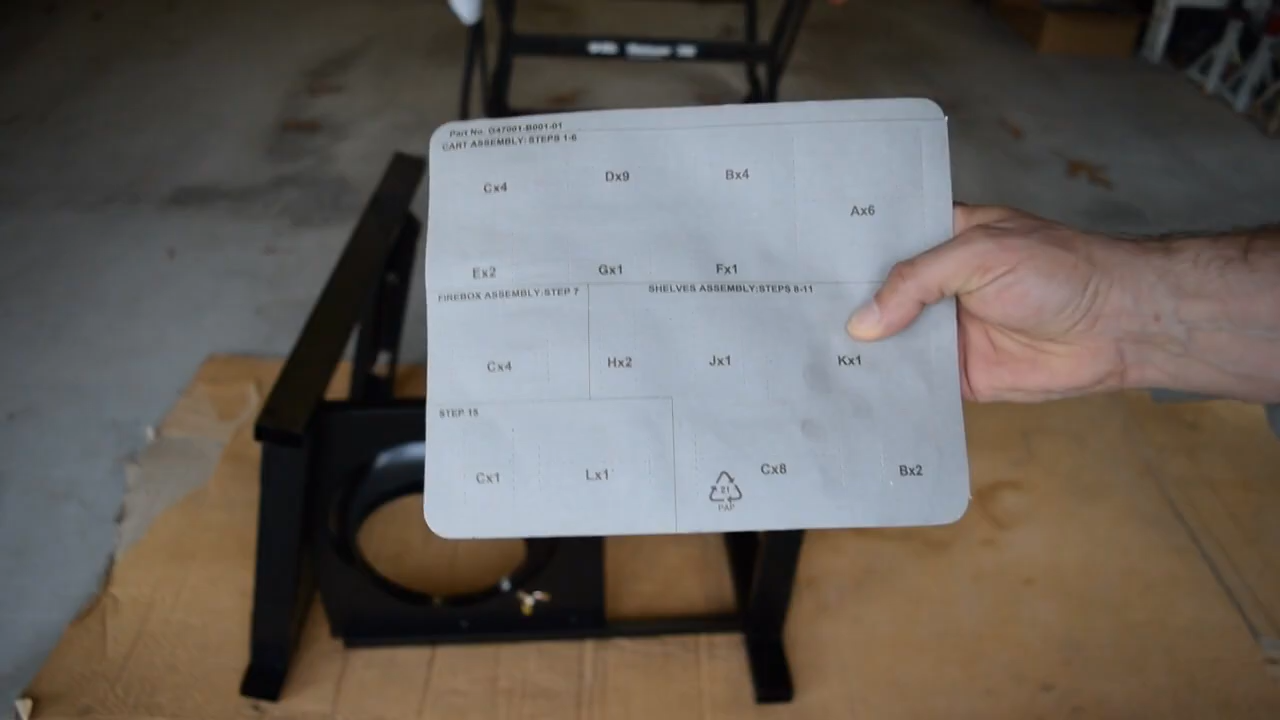 Part No. G47001-B001-01
CART ASSEMBLY:STEPS 1-6
Cx4
Dx9
Bx4
Ax6
Ex2
Gx1
Fx1
FIREBOX ASSEMBLY:STEP 7
SHELVES ASSEMBLY:STEPS 8-11
Cx4
Hx2
Jx1
Kx1
STEP 15
Cx1
Lx1
Cx8
Bx2
21
PAP